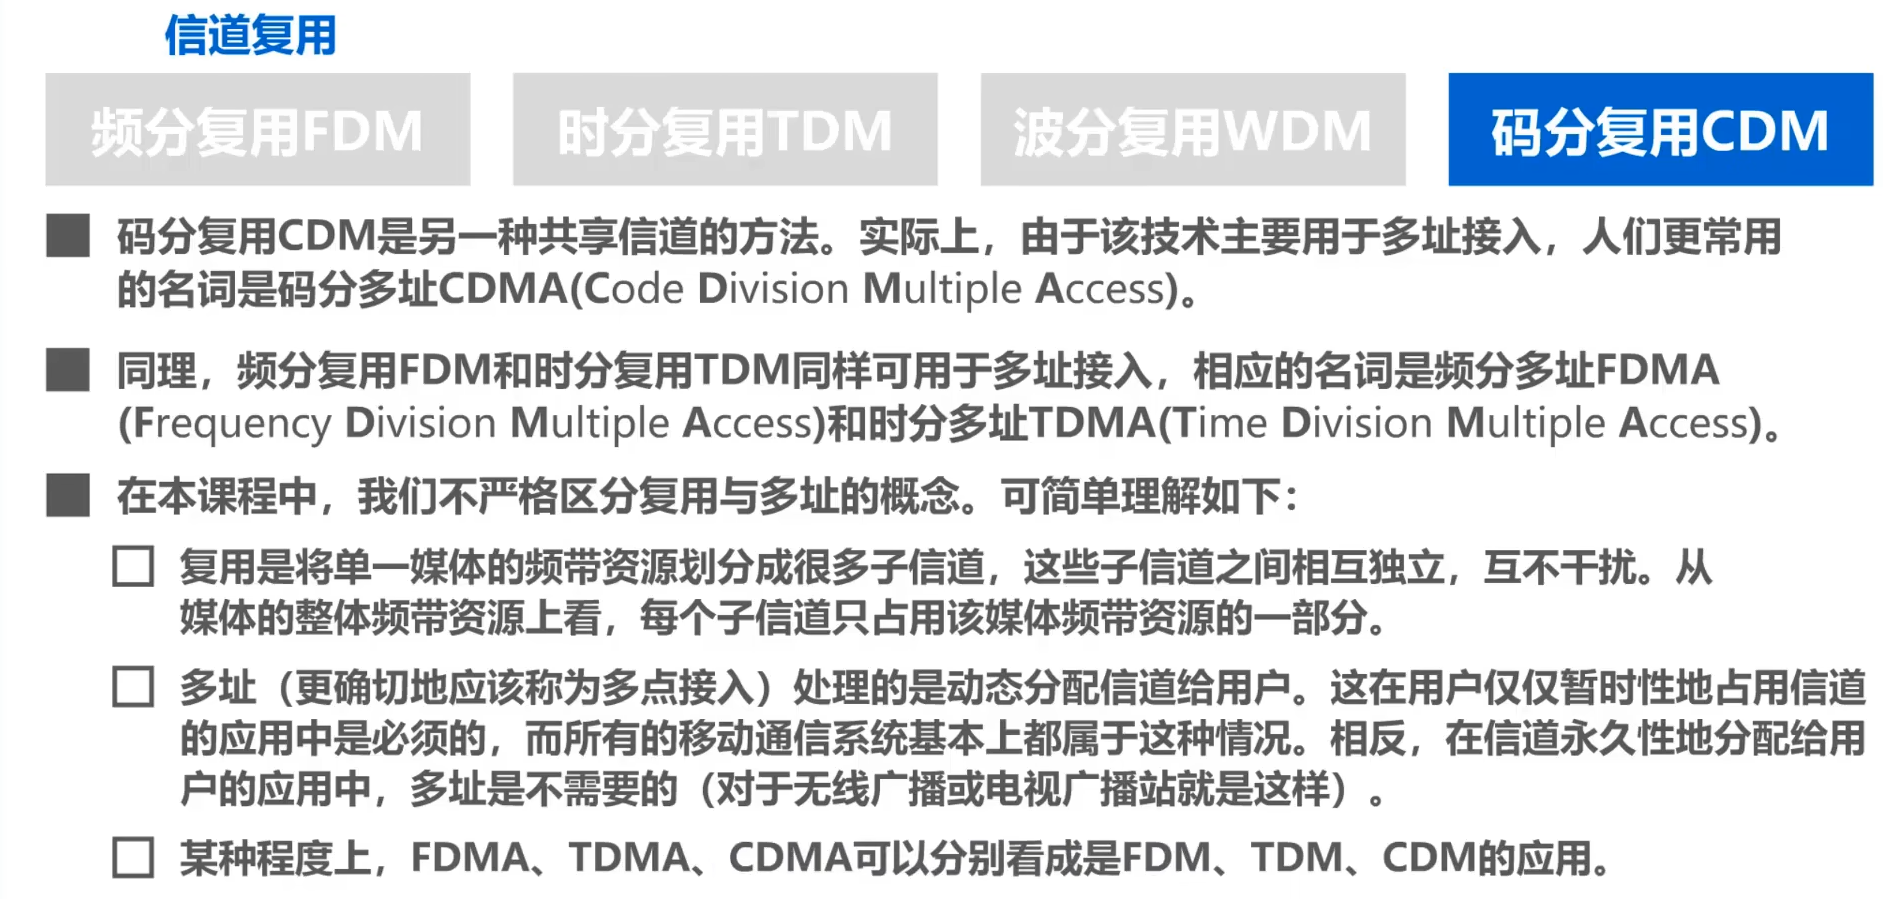 信道复用
频分复用FDM
时分复用TDM
波分复用WDM
码分复用CDM
码分复用CDM是另一种共享信道的方法。实际上，由于该技术主要用于多址接入，人们更常用
的名词是码分多址CDMA(Code Division Multiple Access)。
同理，频分复用FDM和时分复用TDM同样可用于多址接入，相应的名词是频分多址FDMA
(Frequency Division Multiple Access)和时分多址TDMA(Time Division Multiple Access)。
在本课程中，我们不严格区分复用与多址的概念。可简单理解如下：
复用是将单一媒体的频带资源划分成很多子信道，这些子信道之间相互独立，互不干扰。从
媒体的整体频带资源上看，每个子信道只占用该媒体频带资源的一部分。
多址（更确切地应该称为多点接入）处理的是动态分配信道给用户。这在用户仅仅暂时性地占用信道
的应用中是必须的，而所有的移动通信系统基本上都属于这种情况。相反，在信道永久性地分配给用
户的应用中，多址是不需要的（对于无线广播或电视广播站就是这样）。
某种程度上，FDMA、TDMA、CDMA可以分别看成是FDM、TDM、CDM的应用。